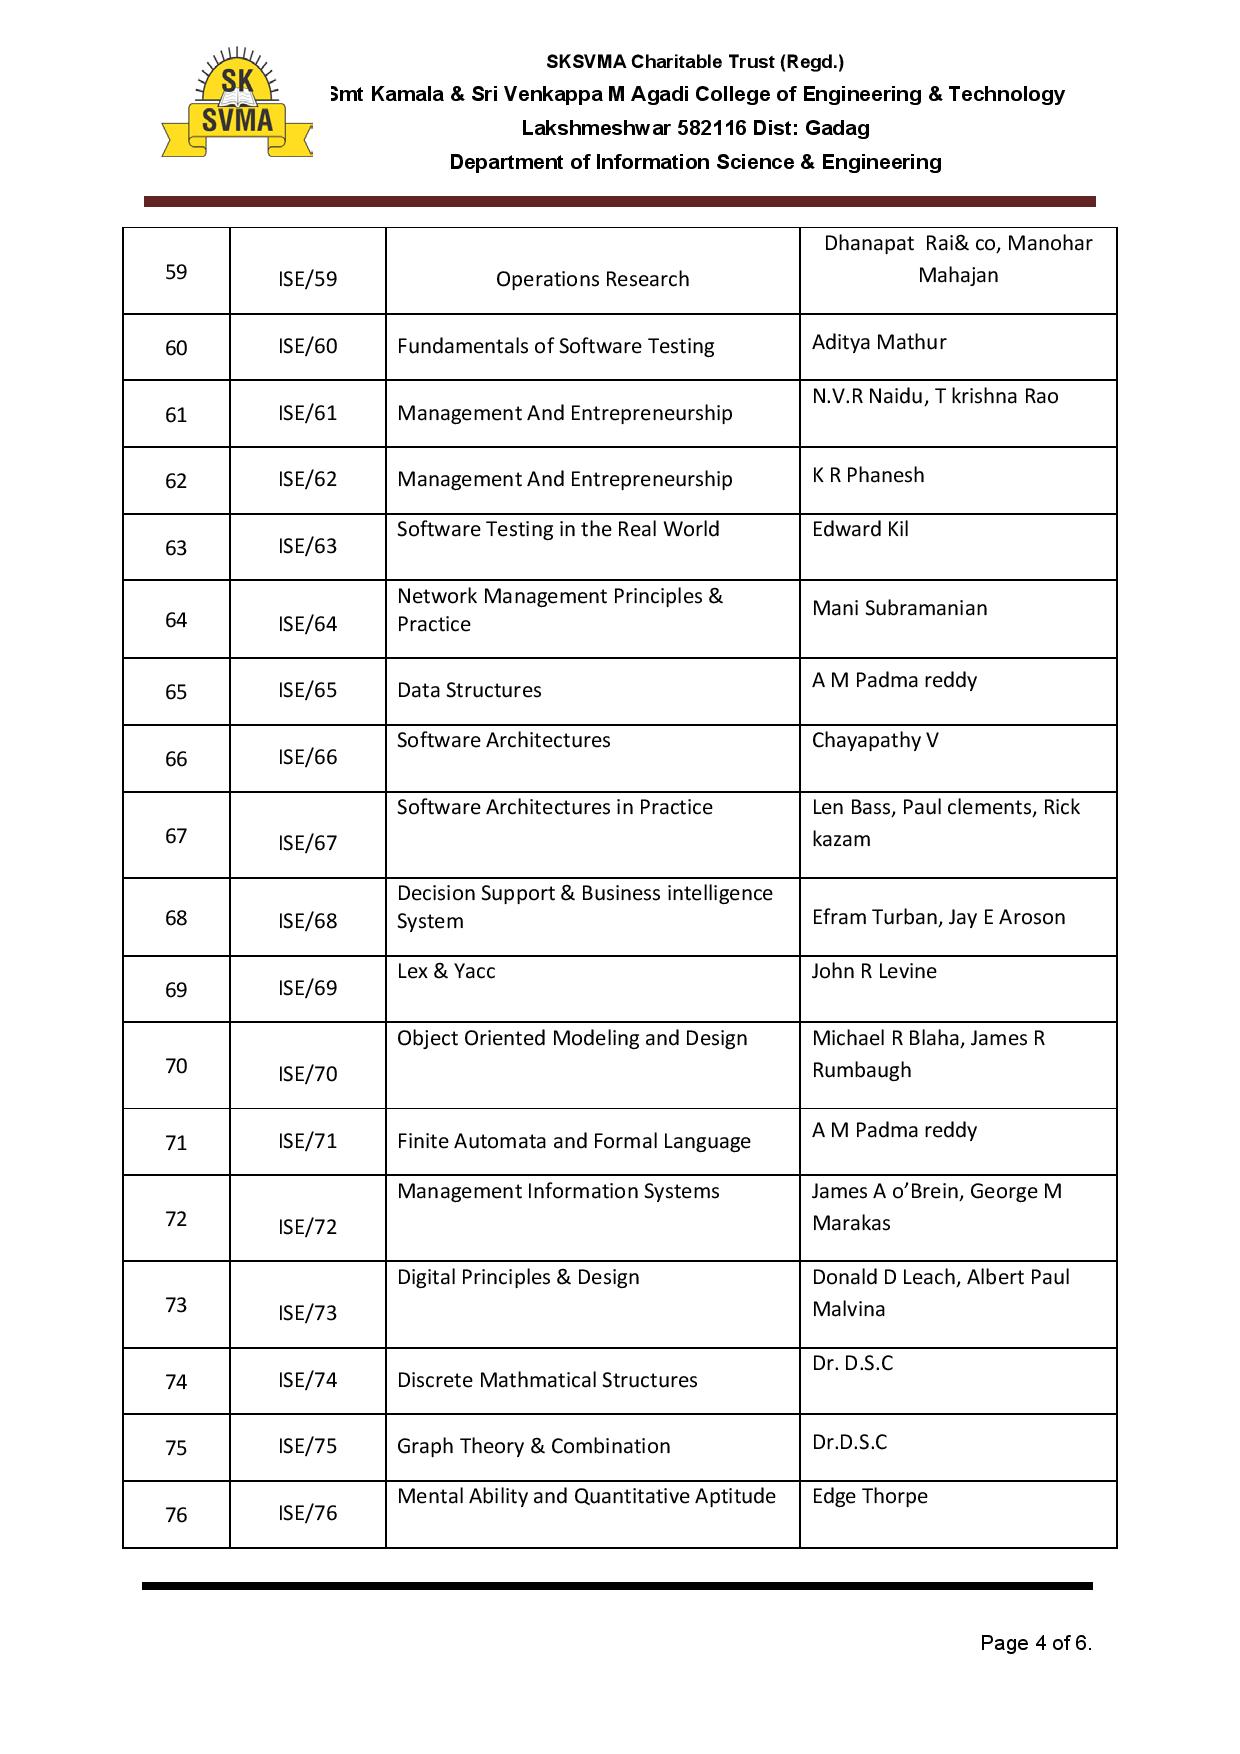 SK
SVMA
SKSVMA Charitable Trust (Regd.)
Smt Kamala & Sri Venkappa M Agadi College of Engineering & Technology
Lakshmeshwar 582116 Dist: Gadag
Department of Information Science & Engineering
59 ISE/59 Operations Research Dhanapat Rai& co, Manohar
Mahajan
60 ISE/60 Fundamentals of Software Testing Aditya Mathur
61 ISE/61 Management And Entrepreneurship N.V.R Naidu, T krishna Rao
62 ISE/62 Management And Entrepreneurship K R Phanesh
63 ISE/63 Software Testing in the Real World Edward Kil
64 ISE/64 Network Management Principles &
Practice Mani Subramanian
65 ISE/65 Data Structures A M Padma reddy
66 ISE/66 Software Architectures Chayapathy V
67 ISE/67 Software Architectures in Practice Len Bass, Paul clements, Rick
kazam
68 ISE/68 Decision Support & Business intelligence
System Efram Turban, Jay E Aroson
69 ISE/69 Lex & Yacc John R Levine
70 ISE/70 Object Oriented Modeling and Design Michael R Blaha, James R
Rumbaugh
71 ISE/71 Finite Automata and Formal Language A M Padma reddy
72 ISE/72 Management Information Systems James A o’Brein, George M
Marakas
73 ISE/73 Digital Principles & Design Donald D Leach, Albert Paul
Malvina
74 ISE/74 Discrete Mathmatical Structures Dr. D.S.C
75 ISE/75 Graph Theory & Combination Dr.D.S.C
76 ISE/76 Mental Ability and Quantitative Aptitude Edge Thorpe
Page 4 of 6.